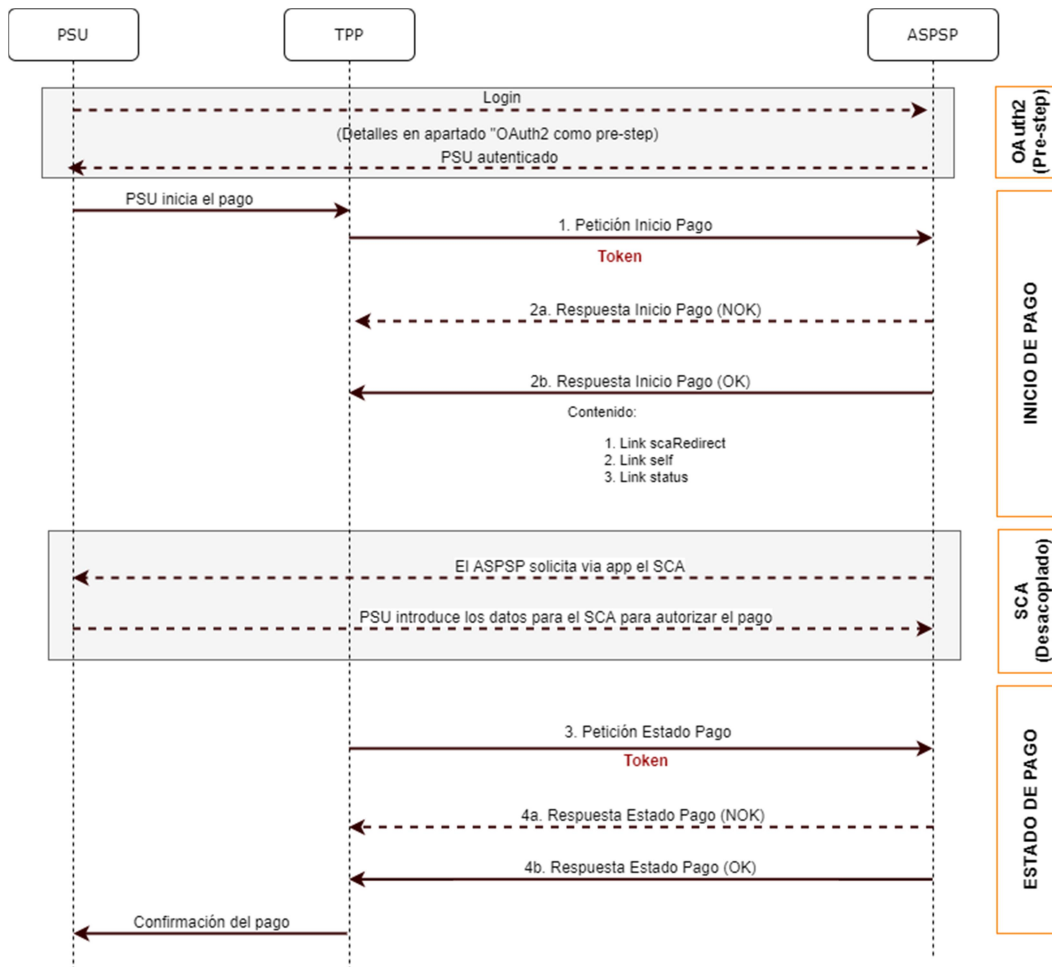 PSU
TPP
ASPSP
Login
(Detalles en apartado "OAuth2 como pre-step)
PSU autenticado
OAuth2
(Pre-step)
PSU inicia el pago
1. Petición Inicio Pago
Token
2a. Respuesta Inicio Pago (NOK)
2b. Respuesta Inicio Pago (OK)
Contenido:
1. Link scaRedirect
2. Link self
3. Link status
INICIO DE PAGO
El ASPSP solicita via app el SCA
PSU introduce los datos para el SCA para autorizar el pago
SCA
(Desacoplado)
3. Petición Estado Pago
Token
4a. Respuesta Estado Pago (NOK)
4b. Respuesta Estado Pago (OK)
Confirmación del pago
ESTADO DE PAGO